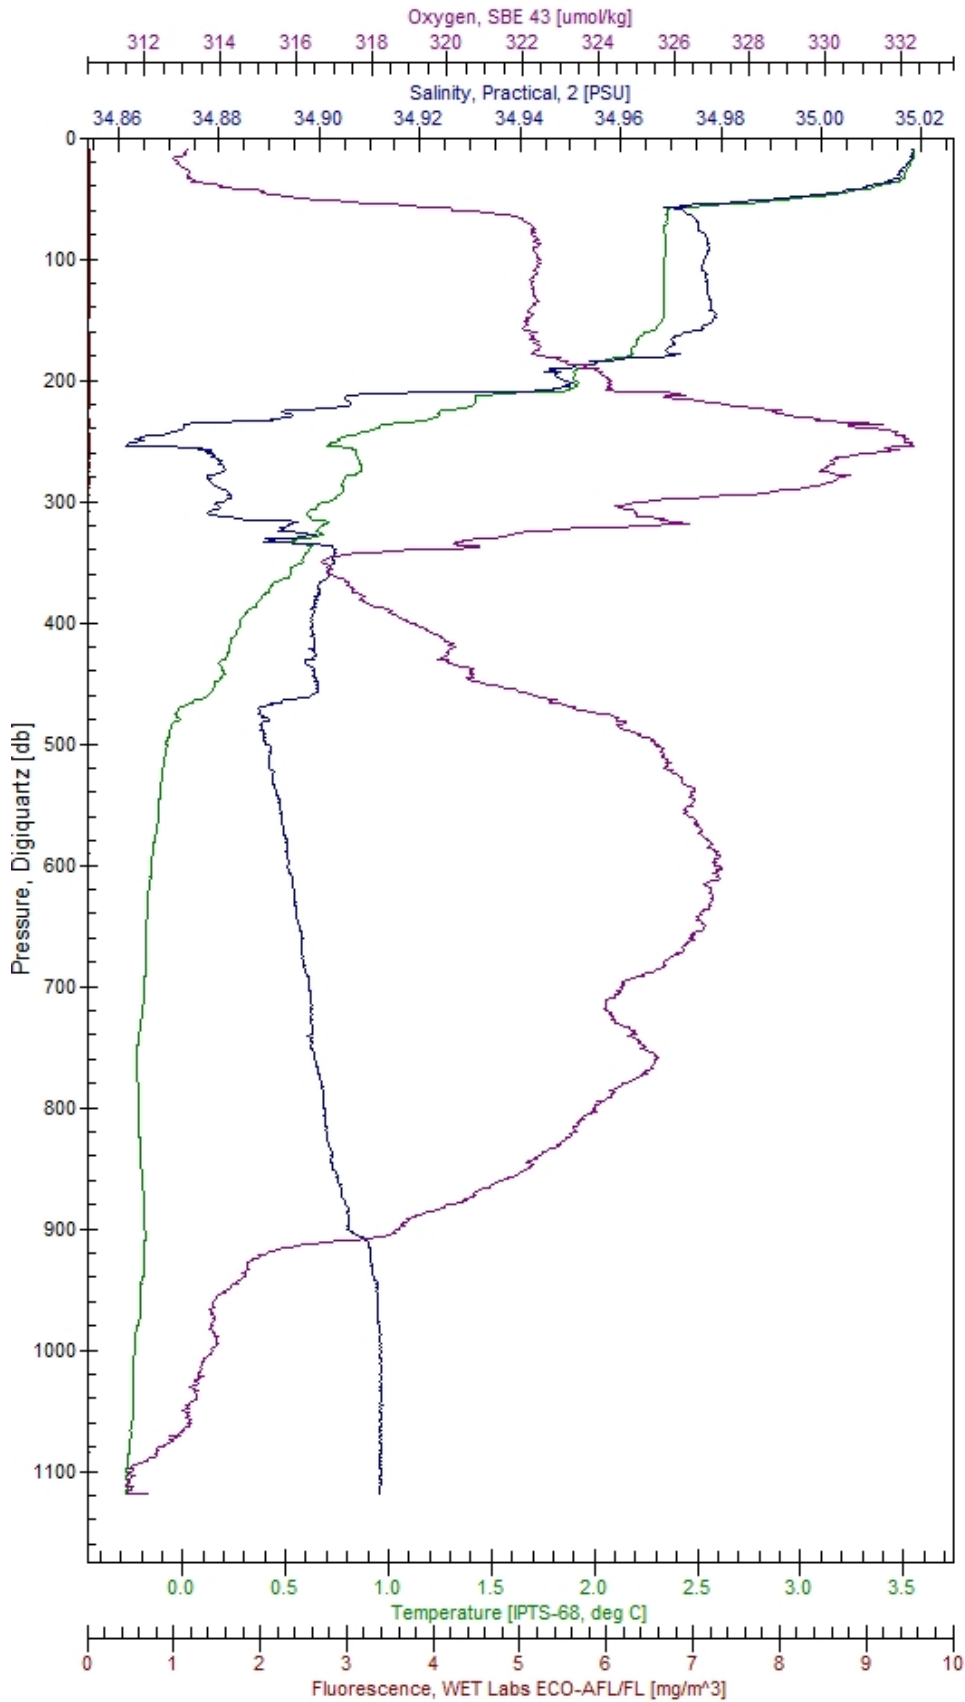 Oxygen, SBE 43 [umol/kg]
312 314 316 318 320 322 324 326 328 330 332
Salinity, Practical, 2 [PSU]
34.86 34.88 34.90 34.92 34.94 34.96 34.98 35.00 35.02
0
100
200
300
400
500
600
700
800
900
1000
1100
Pressure, Digiquartz [db]
0.0 0.5 1.0 1.5 2.0 2.5 3.0 3.5
Temperature [IPTS-68, deg C]
0 1 2 3 4 5 6 7 8 9 10
Fluorescence, WET Labs ECO-AFL/FL [mg/m^3]